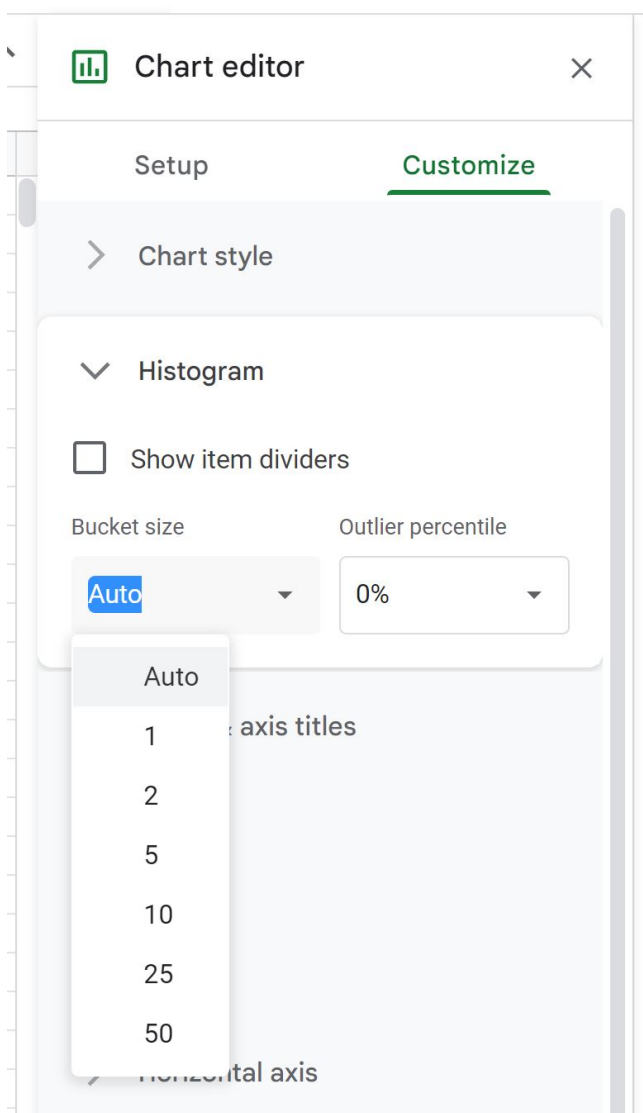 Chart editor
Setup Customize
Chart style
Histogram
Show item dividers
Bucket size Outlier percentile
Auto 0%
Auto
1
axis titles
2
5
10
25
50
axis